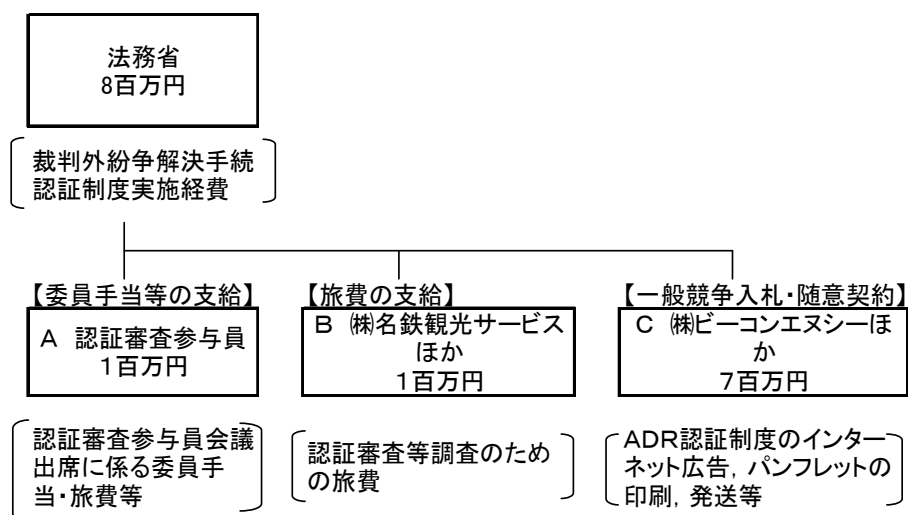 法務省
8百万円
裁判外紛争解決手続
認証制度実施経費
【委員手当等の支給】
A　認証審査参与員
1百万円
認証審査参与員会議
出席に係る委員手
当・旅費等
【旅費の支給】
B　㈱名鉄観光サービス
ほか
1百万円
認証審査等調査のため
の旅費
【一般競争入札・随意契約】
C　㈱ビーコンエヌシーほ
か
7百万円
ADR認証制度のインター
ネット広告，パンフレットの
印刷，発送等